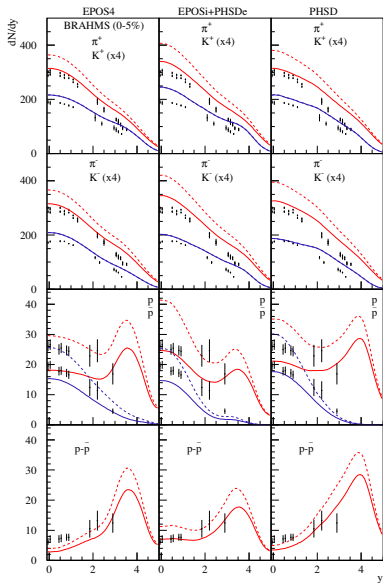 EPOS4 EPOSi+PHSDe PHSD
dN/dy
BRAHMS (0-5%)
π⁺ π⁺ π⁺
K⁺ (x4) K⁺ (x4) K⁺ (x4)
400
200
0
π⁻ π⁻ π⁻
K⁻ (x4) K⁻ (x4) K⁻ (x4)
400
200
0
40
p p p
p̄ p̄ p̄
30
20
10
0
40
p-p̄ p-p̄ p-p̄
30
20
10
0
0 2 4 0 2 4 0 2 4 y